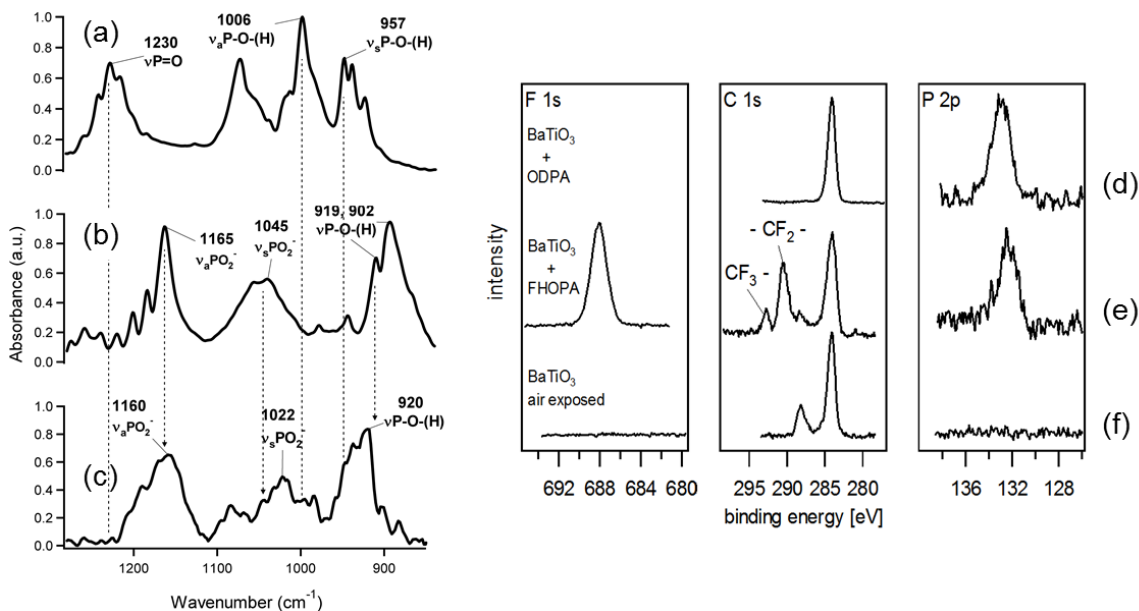 (a)
1230
νP=O
1006
νaP-O-(H)
957
νsP-O-(H)
1.0
0.8
0.6
0.4
0.2
0.0
(b)
1165
νaPO2-
1045
νsPO2-
919, 902
νP-O-(H)
1.0
0.8
0.6
0.4
0.2
0.0
(c)
1160
νaPO2-
1022
νsPO2-
920
νP-O-(H)
1.0
0.8
0.6
0.4
0.2
0.0
Absorbance (a.u.)
1200 1100 1000 900
Wavenumber (cm-1)
intensity
F 1s
BaTiO3
+
ODPA
BaTiO3
+
FHOPA
BaTiO3
air exposed
692 688 684 680
C 1s
- CF2 -
CF3 -
295 290 285 280
binding energy [eV]
P 2p
136 132 128
(d)
(e)
(f)